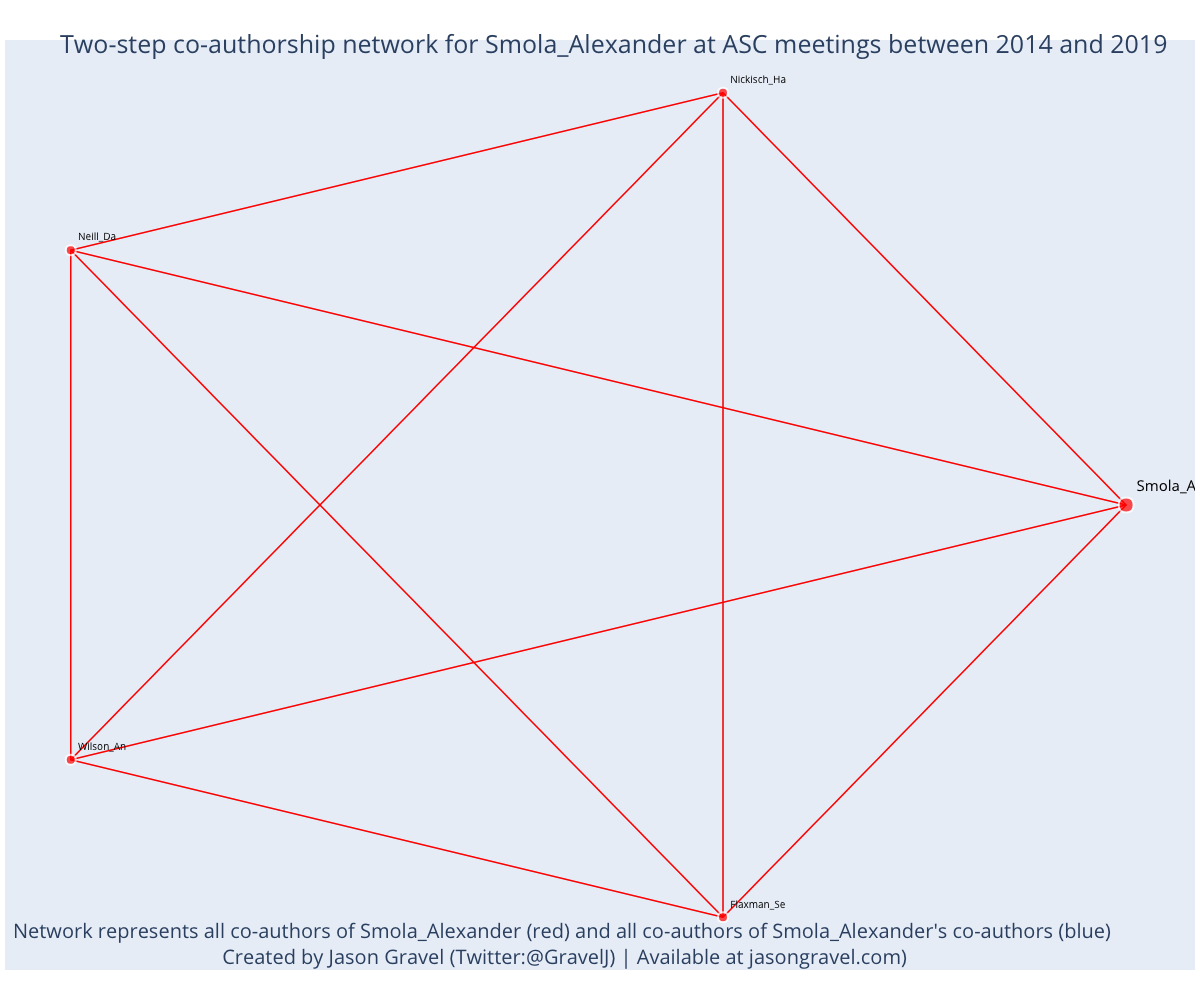 Two-step co-authorship network for Smola_Alexander at ASC meetings between 2014 and 2019
Nickisch_Ha
Neill_Da
Smola_A
Wilson_An
Flaxman_Se
Network represents all co-authors of Smola_Alexander (red) and all co-authors of Smola_Alexander's co-authors (blue)
Created by Jason Gravel (Twitter:@GravelJ) | Available at jasongravel.com)